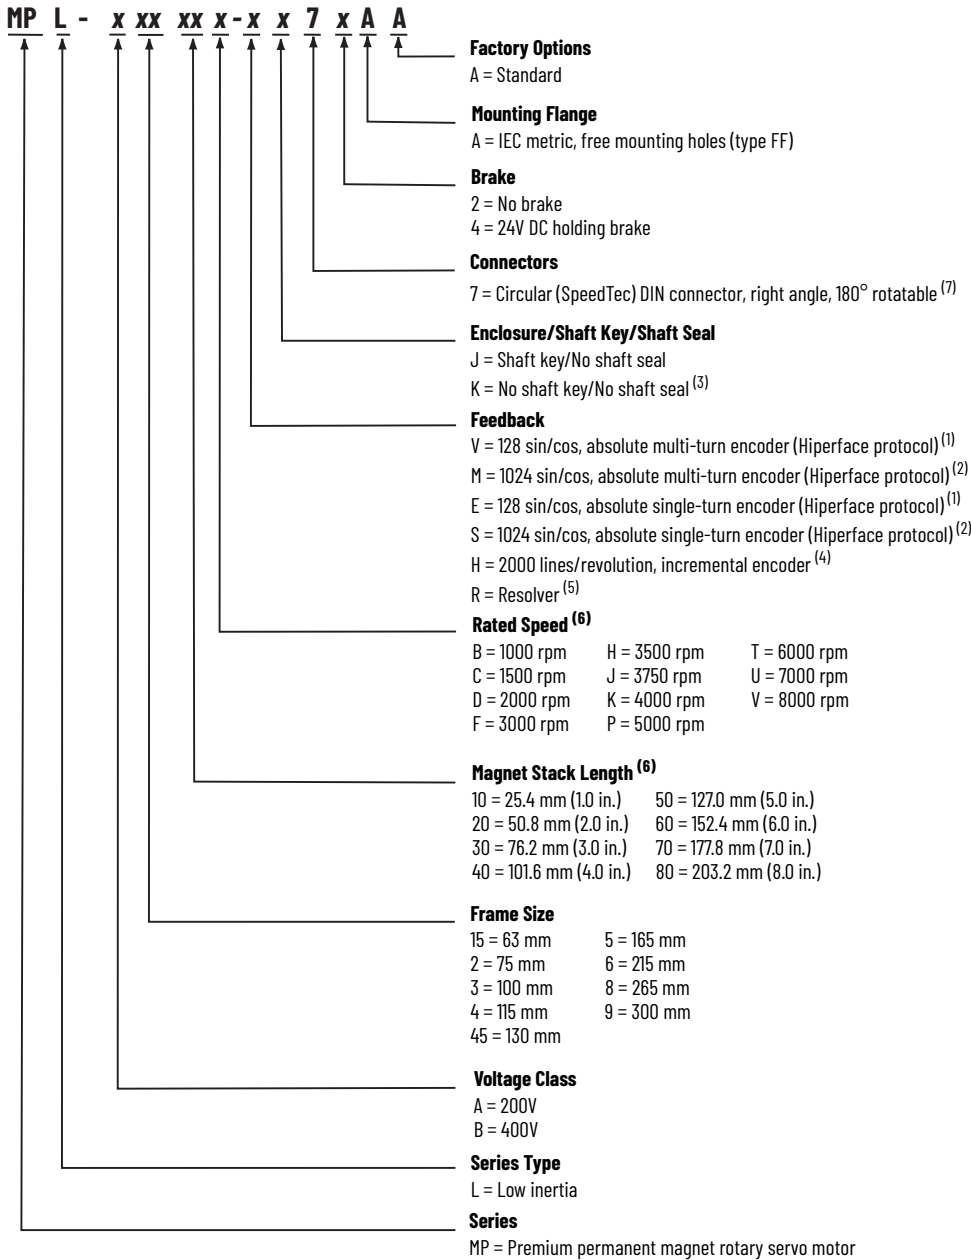 MP L - x xx xx x - x x 7 x A A
Factory Options
A = Standard
Mounting Flange
A = IEC metric, free mounting holes (type FF)
Brake
2 = No brake
4 = 24V DC holding brake
Connectors
7 = Circular (SpeedTec) DIN connector, right angle, 180° rotatable (7)
Enclosure/Shaft Key/Shaft Seal
J = Shaft key/No shaft seal
K = No shaft key/No shaft seal (3)
Feedback
V = 128 sin/cos, absolute multi-turn encoder (Hiperface protocol) (1)
M = 1024 sin/cos, absolute multi-turn encoder (Hiperface protocol) (2)
E = 128 sin/cos, absolute single-turn encoder (Hiperface protocol) (1)
S = 1024 sin/cos, absolute single-turn encoder (Hiperface protocol) (2)
H = 2000 lines/revolution, incremental encoder (4)
R = Resolver (5)
Rated Speed (6)
B = 1000 rpm H = 3500 rpm T = 6000 rpm
C = 1500 rpm J = 3750 rpm U = 7000 rpm
D = 2000 rpm K = 4000 rpm V = 8000 rpm
F = 3000 rpm P = 5000 rpm
Magnet Stack Length (6)
10 = 25.4 mm (1.0 in.) 50 = 127.0 mm (5.0 in.)
20 = 50.8 mm (2.0 in.) 60 = 152.4 mm (6.0 in.)
30 = 76.2 mm (3.0 in.) 70 = 177.8 mm (7.0 in.)
40 = 101.6 mm (4.0 in.) 80 = 203.2 mm (8.0 in.)
Frame Size
15 = 63 mm 5 = 165 mm
2 = 75 mm 6 = 215 mm
3 = 100 mm 8 = 265 mm
4 = 115 mm 9 = 300 mm
45 = 130 mm
Voltage Class
A = 200V
B = 400V
Series Type
L = Low inertia
Series
MP = Premium permanent magnet rotary servo motor